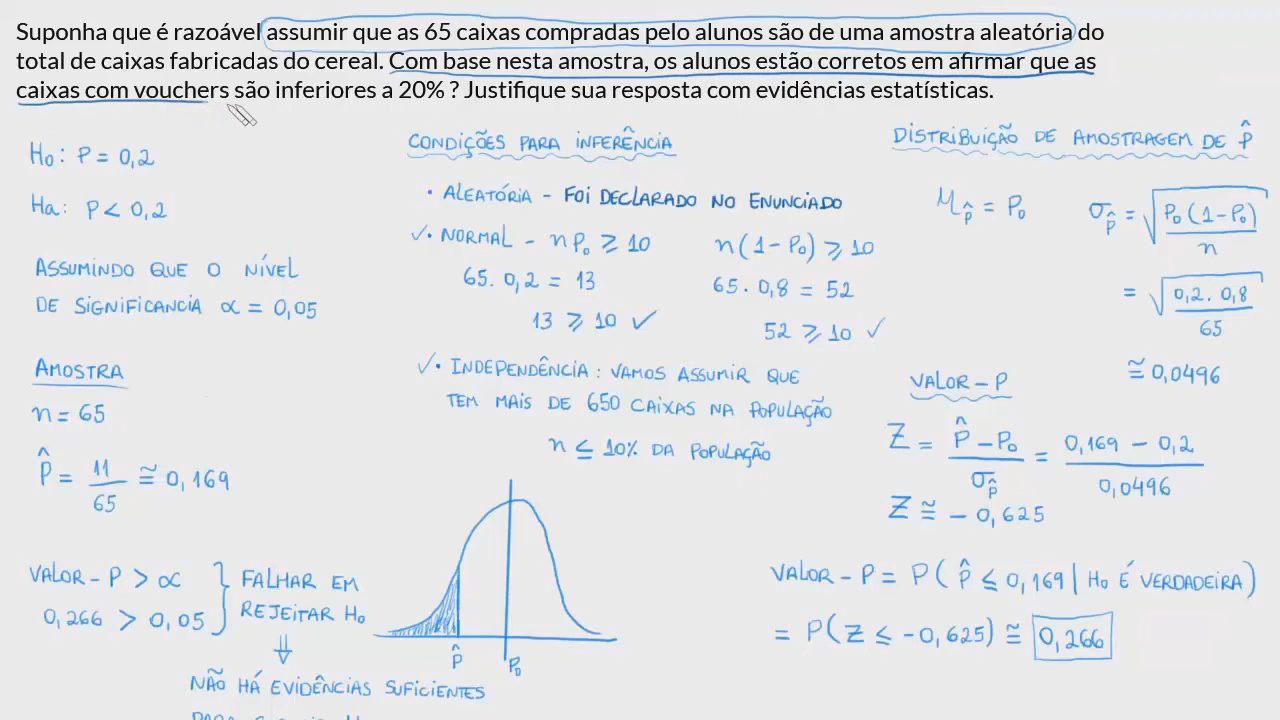 Suponha que é razoável assumir que as 65 caixas compradas pelo alunos são de uma amostra aleatória do
total de caixas fabricadas do cereal. Com base nesta amostra, os alunos estão corretos em afirmar que as
caixas com vouchers são inferiores a 20% ? Justifique sua resposta com evidências estatísticas.
H₀: P = 0,2
Ha: P < 0,2
ASSUMINDO QUE O NÍVEL
DE SIGNIFICANCIA α = 0,05
AMOSTRA
n = 65
p̂ = 11/65 ≅ 0,169
VALOR-P > α
0,266 > 0,05
FALHAR EM
REJEITAR H₀
⇓
NÃO HÁ EVIDÊNCIAS SUFICIENTES
CONDIÇÕES PARA INFERÊNCIA
• ALEATÓRIA - FOI DECLARADO NO ENUNCIADO
✓• NORMAL - nP₀ ≥ 10 n(1-P₀) ≥ 10
65. 0,2 = 13 65. 0,8 = 52
13 ≥ 10 ✓ 52 ≥ 10 ✓
✓• INDEPENDÊNCIA: VAMOS ASSUMIR QUE
TEM MAIS DE 650 CAIXAS NA POPULAÇÃO
n ≤ 10% DA POPULAÇÃO
p̂ P₀
DISTRIBUIÇÃO DE AMOSTRAGEM DE p̂
μp̂ = P₀ σp̂ = √(P₀(1-P₀)/n)
= √(0,2. 0,8/65)
≅ 0,0496
VALOR-P
Z = (p̂ - P₀)/σp̂ = (0,169 - 0,2)/0,0496
Z ≅ -0,625
VALOR-P = P(p̂ ≤ 0,169 | H₀ É VERDADEIRA)
= P(Z ≤ -0,625) ≅ 0,266